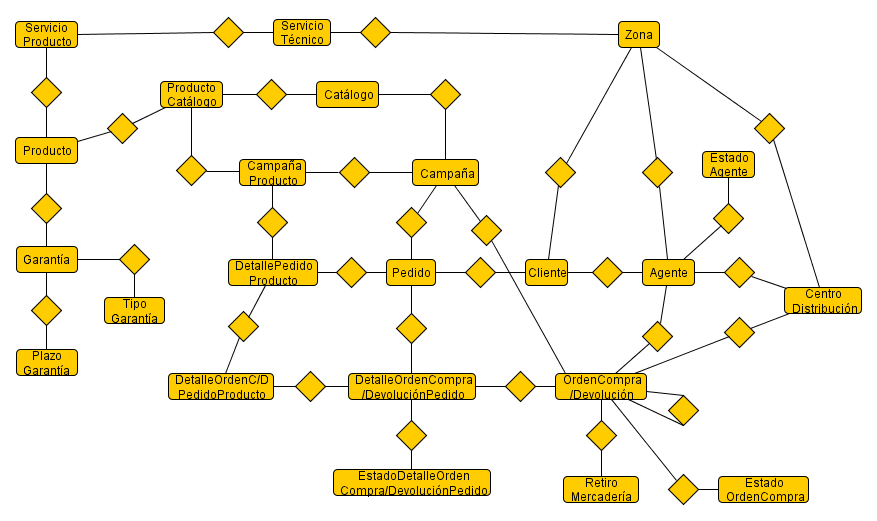 Servicio
Producto
Servicio
Técnico
Zona
Producto
Catálogo
Catálogo
Producto
Campaña
Producto
Campaña
Estado
Agente
Garantía
DetallePedido
Producto
Pedido
Cliente
Agente
Tipo
Garantía
Centro
Distribución
Plazo
Garantía
DetalleOrdenC/D
PedidoProducto
DetalleOrdenCompra
/DevoluciónPedido
OrdenCompra
/Devolución
EstadoDetalleOrden
Compra/DevoluciónPedido
Retiro
Mercadería
Estado
OrdenCompra